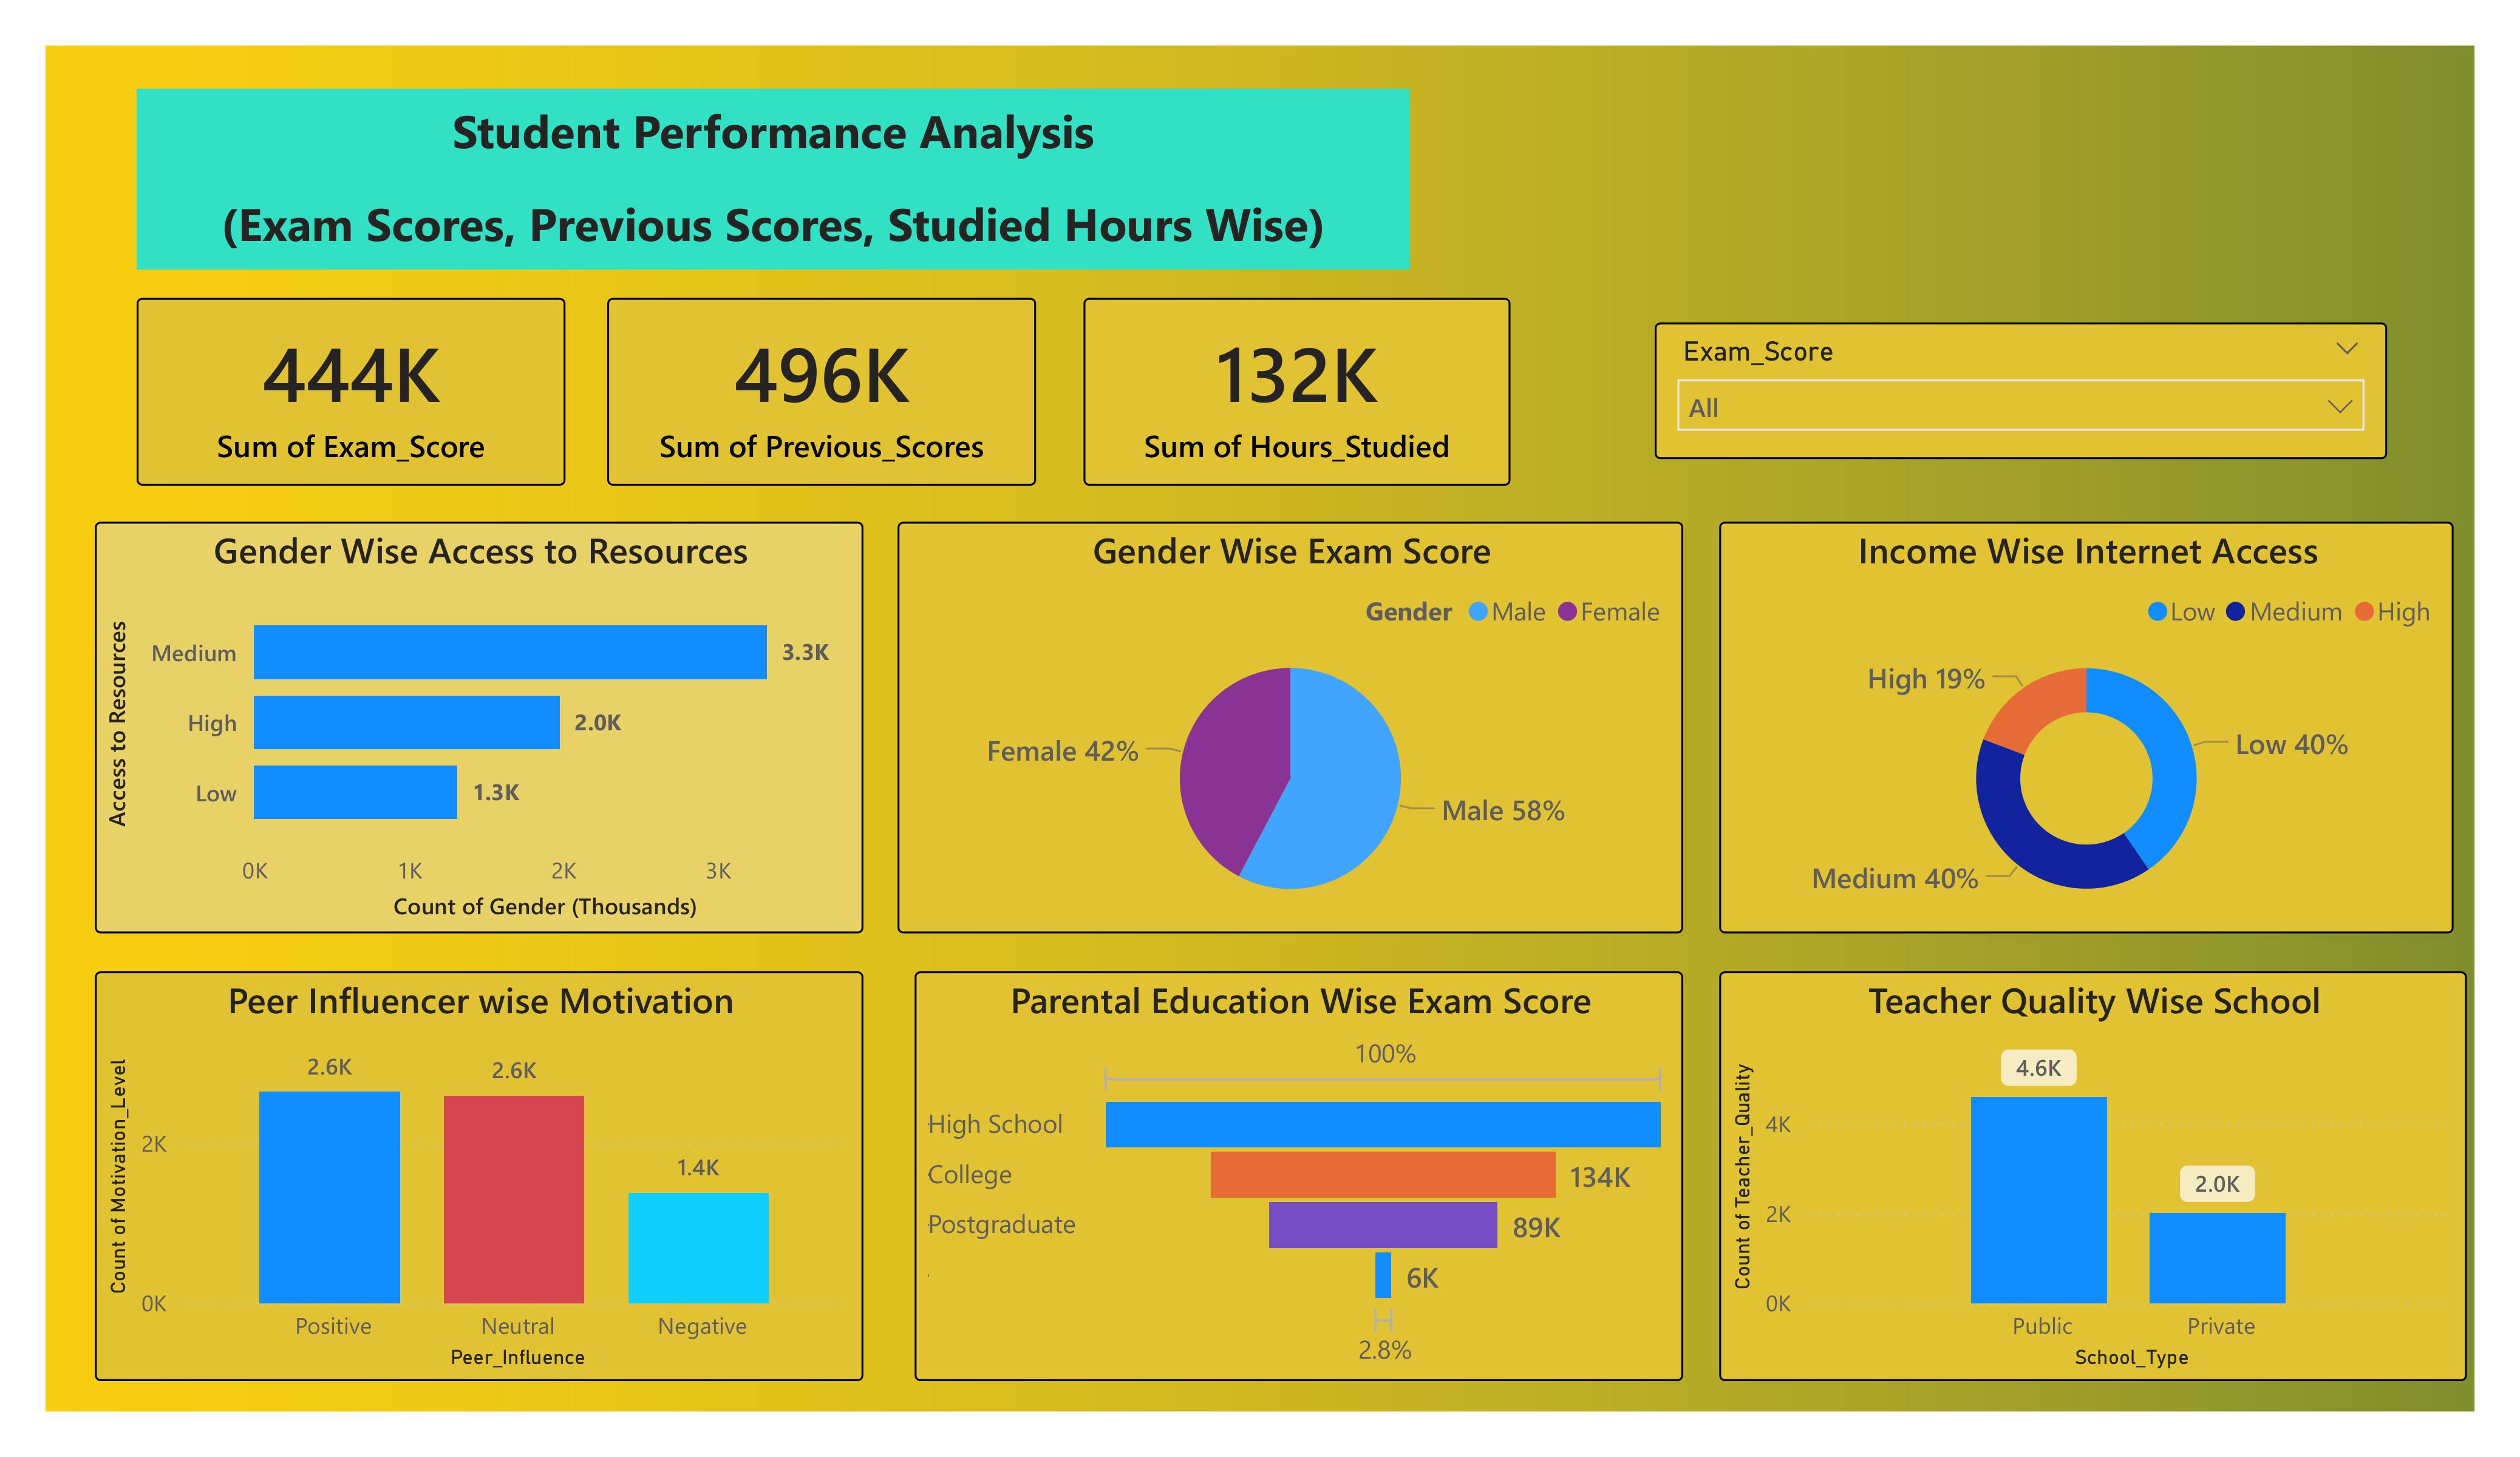 Student Performance Analysis
(Exam Scores, Previous Scores, Studied Hours Wise)
444K
Sum of Exam_Score
496K
Sum of Previous_Scores
132K
Sum of Hours_Studied
Exam_Score
All
Gender Wise Access to Resources
Access to Resources
Medium
3.3K
High
2.0K
Low
1.3K
0K 1K 2K 3K
Count of Gender (Thousands)
Gender Wise Exam Score
Gender Male Female
Female 42%
Male 58%
Income Wise Internet Access
Low Medium High
High 19%
Low 40%
Medium 40%
Peer Influencer wise Motivation
Count of Motivation_Level
2K
0K
2.6K
2.6K
1.4K
Positive Neutral Negative
Peer_Influence
Parental Education Wise Exam Score
100%
High School
College
134K
Postgraduate
89K
6K
2.8%
Teacher Quality Wise School
Count of Teacher_Quality
4K
2K
0K
4.6K
2.0K
Public Private
School_Type